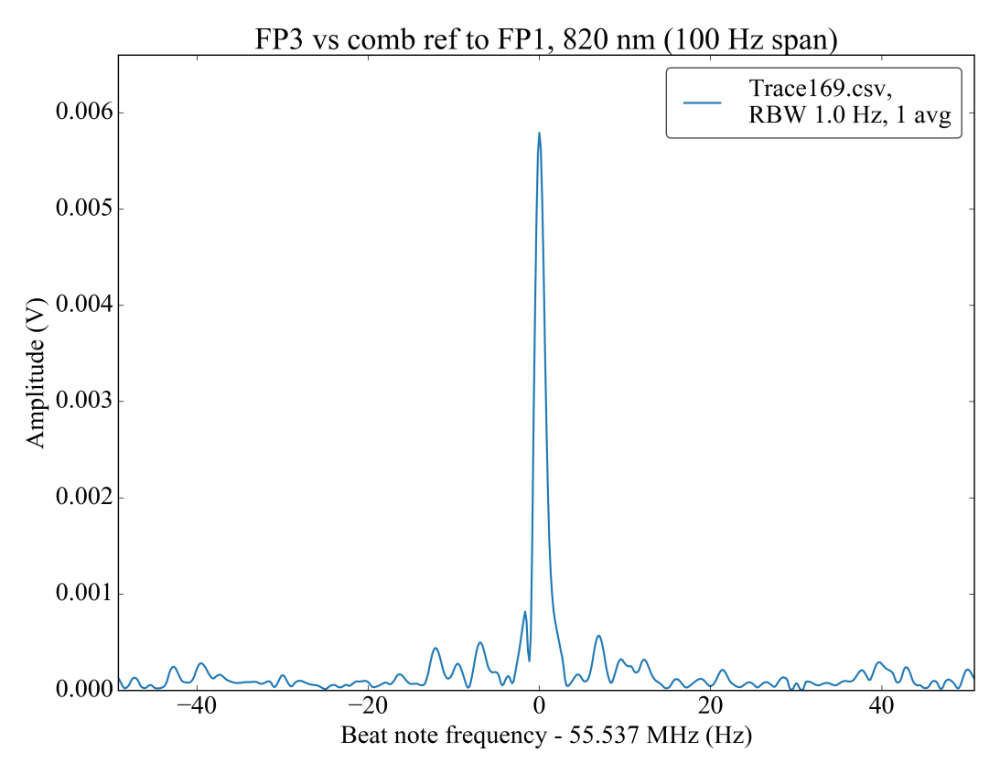 FP3 vs comb ref to FP1, 820 nm (100 Hz span)
Trace169.csv,
RBW 1.0 Hz, 1 avg
0.006
0.005
0.004
0.003
0.002
0.001
0.000
Amplitude (V)
−40 −20 0 20 40
Beat note frequency - 55.537 MHz (Hz)